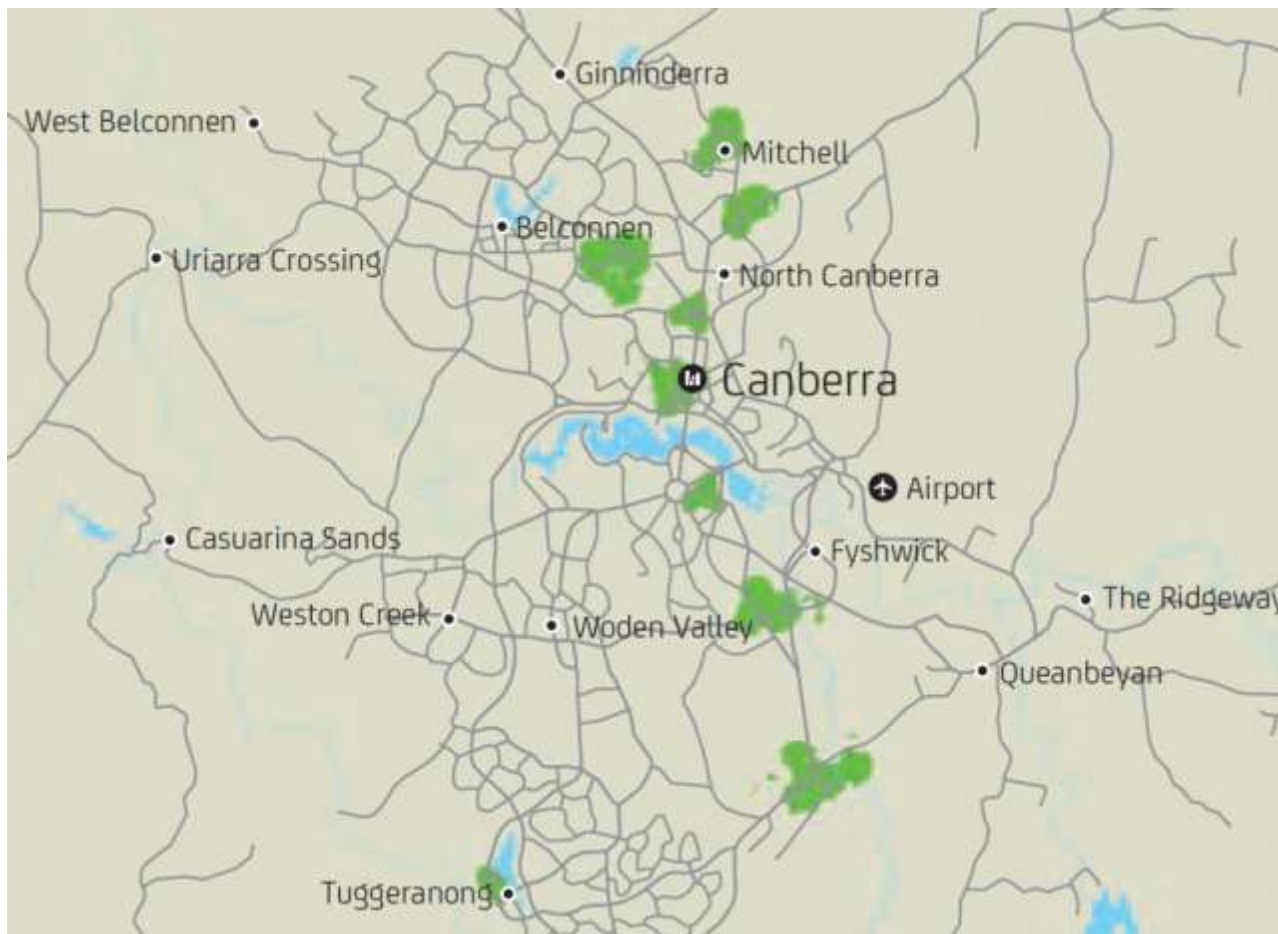 Ginninderra
West Belconnen
Mitchell
Belconnen
Uriarra Crossing
North Canberra
Canberra
Airport
Casuarina Sands
Fyshwick
The Ridgeway
Weston Creek
Woden Valley
Queanbeyan
Tuggeranong